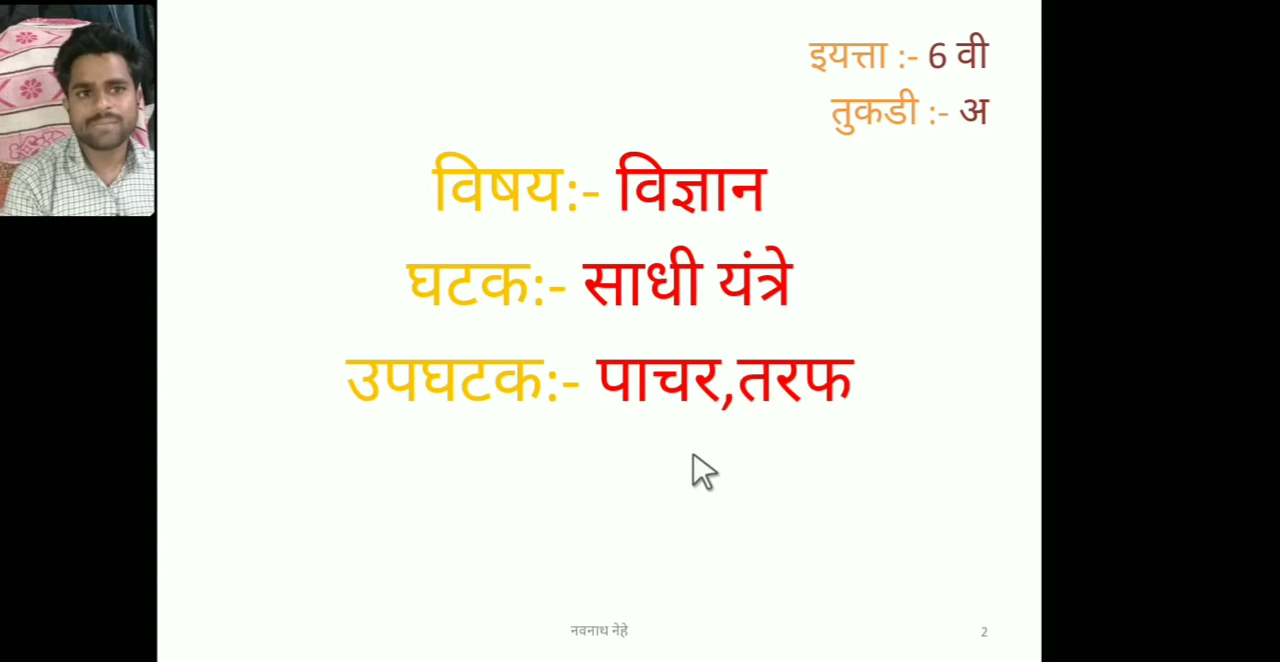 इयत्ता :- 6 वी
तुकडी :- अ
विषय:- विज्ञान
घटक:- साधी यंत्रे
उपघटक:- पाचर,तरफ
नवनाथ नेहे
2